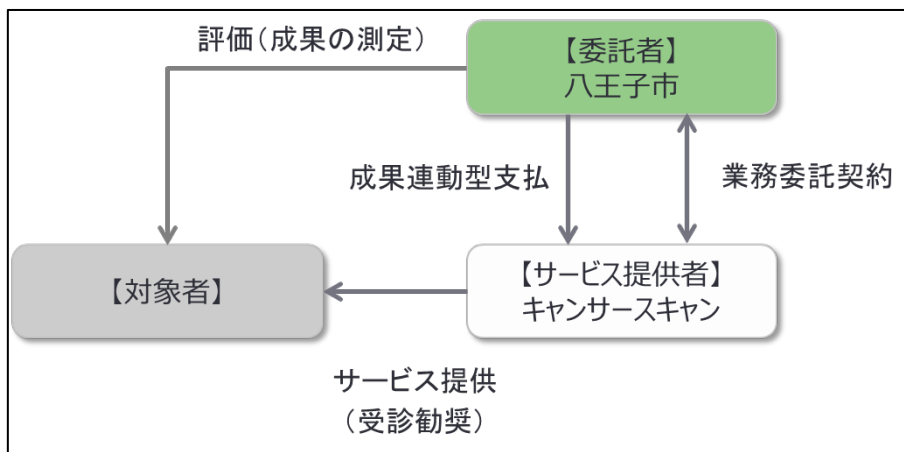 評価(成果の測定)
【委託者】
八王子市
成果連動型支払
業務委託契約
【対象者】
【サービス提供者】
キャンサースキャン
サービス提供
(受診勧奨)